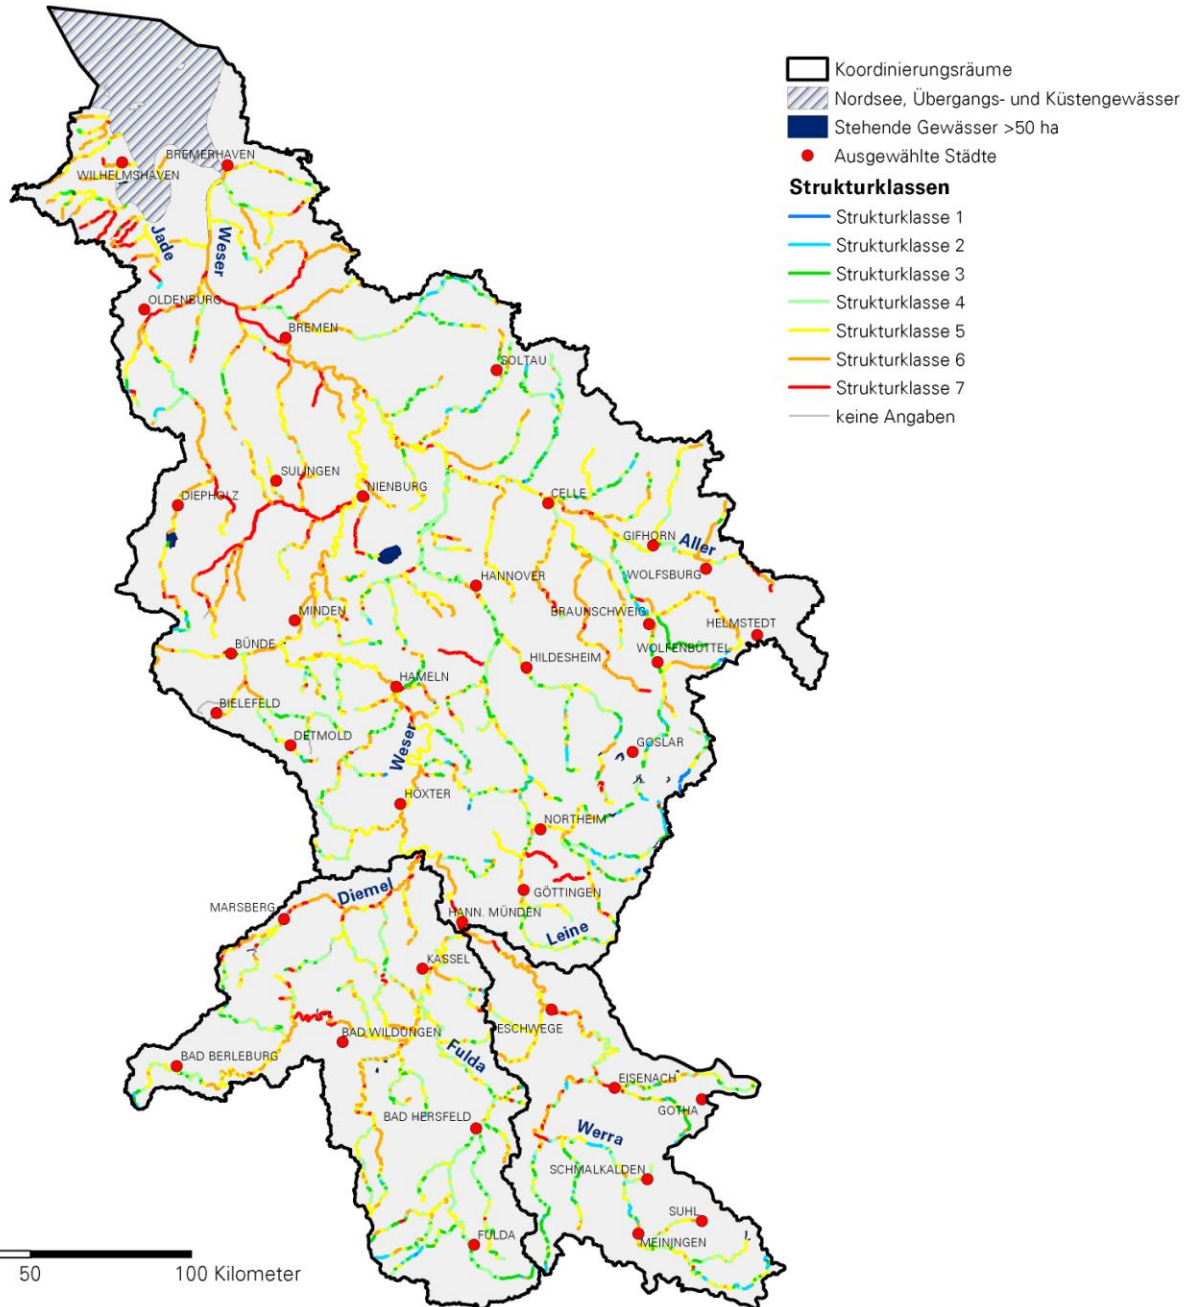 Koordinierungsräume
Nordsee, Übergangs- und Küstengewässer
Stehende Gewässer >50 ha
Ausgewählte Städte
Strukturklassen
Strukturklasse 1
Strukturklasse 2
Strukturklasse 3
Strukturklasse 4
Strukturklasse 5
Strukturklasse 6
Strukturklasse 7
keine Angaben
BREMERHAVEN
WILHELMSHAVEN
Jade
Weser
OLDENBURG
BREMEN
SOLTAU
SULINGEN
DIEPHOLZ
NIENBURG
CELLE
GIFHORN
Aller
WOLFSBURG
HANNOVER
MINDEN
BRAUNSCHWEIG
HELMSTEDT
BÜNDE
WOLFENBÜTTEL
HILDESHEIM
HAMELN
BIELEFELD
DETMOLD
Weser
GOSLAR
HÖXTER
NORTHEIM
Diemel
GÖTTINGEN
MARSBERG
HANN. MÜNDEN
Leine
KASSEL
ESCHWEGE
BAD WILDUNGEN
Fulda
BAD BERLEBURG
EISENACH
GOTHA
BAD HERSFELD
Werra
SCHMALKALDEN
SUHL
FULDA
MEININGEN
50
100 Kilometer